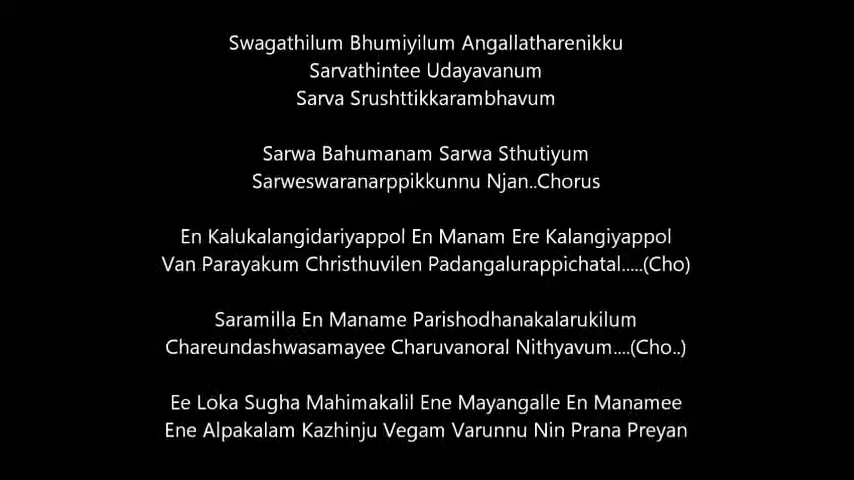 Swagathilum Bhumiyilum Angallatharenikku
Sarvathintee Udayavanum
Sarva Srushttikkarambhavum
Sarwa Bahumanam Sarwa Sthutiyum
Sarweswaranarppikkunnu Njan..Chorus
En Kalukalangidariyappol En Manam Ere Kalangiyappol
Van Parayakum Christhuvilen Padangalurappichatal.....(Cho)
Saramilla En Maname Parishodhanakalarukilum
Chareundashwasamayee Charuvanoral Nithyavum....(Cho..)
Ee Loka Sugha Mahimakalil Ene Mayangalle En Manamee
Ene Alpakalam Kazhinju Vegam Varunnu Nin Prana Preyan